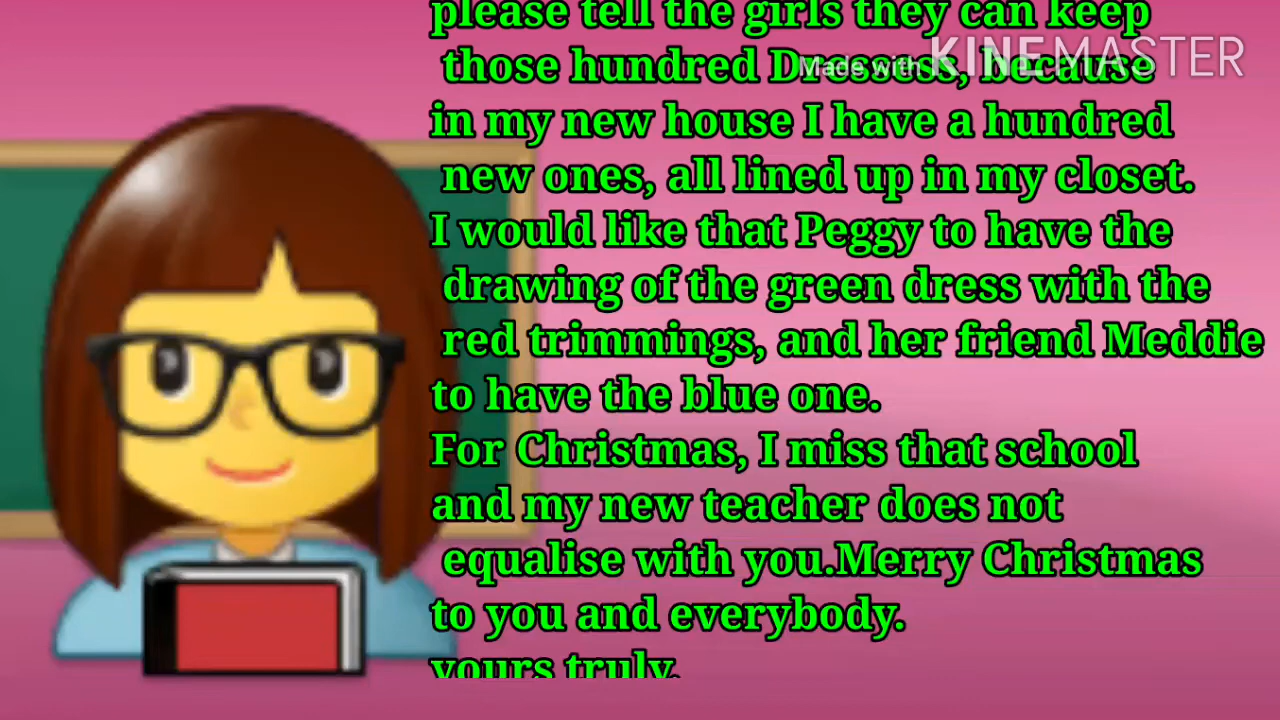 please tell the girls they can keep
those hundred Dressess, because
Made with KINEMASTER
in my new house I have a hundred
new ones, all lined up in my closet.
I would like that Peggy to have the
drawing of the green dress with the
red trimmings, and her friend Meddie
to have the blue one.
For Christmas, I miss that school
and my new teacher does not
equalise with you.Merry Christmas
to you and everybody.
yours truly.